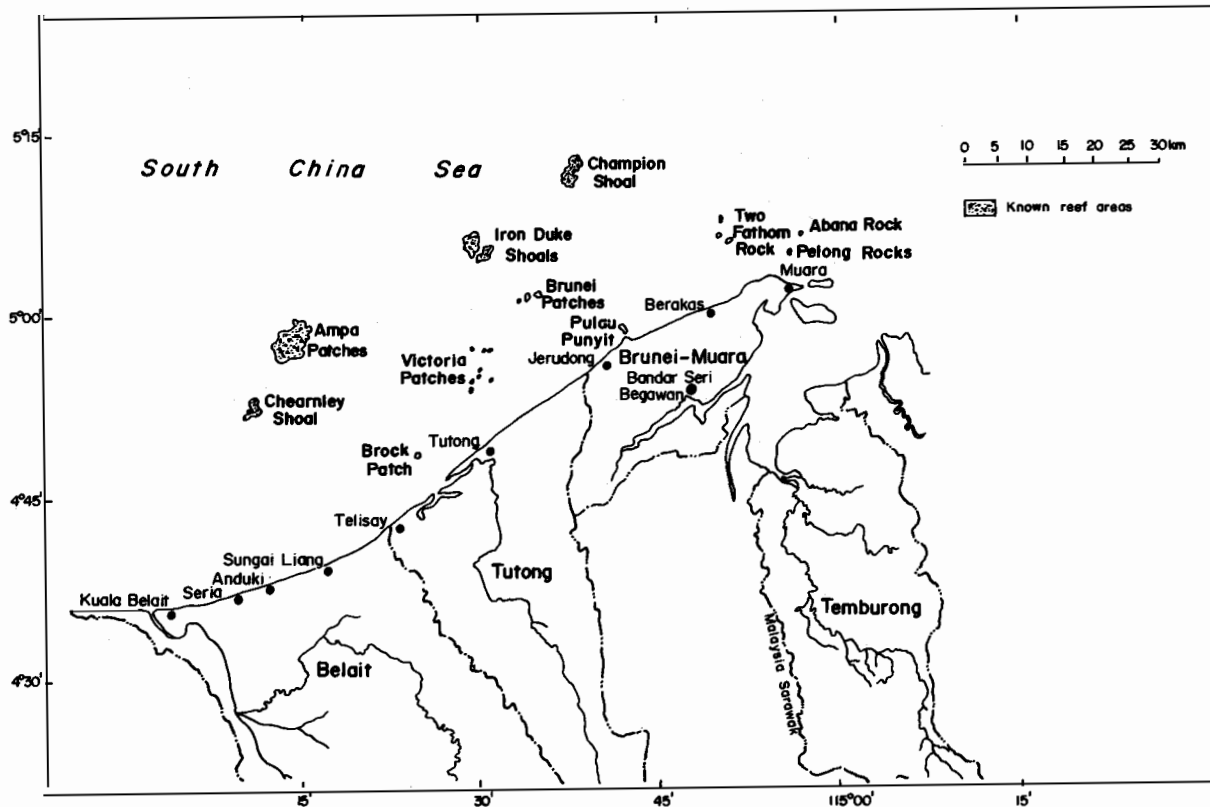 5°15'
South China Sea
Champion
Shoal
0 5 10 15 20 25 30km
Known reef areas
Two
Fathom
Rock
Abana Rock
Pelong Rocks
Muara
Iron Duke
Shoals
Brunei
Patches
Berakas
5°00'
Ampa
Patches
Pulau
Punyit
Victoria
Patches
Jerudong
Brunei-Muara
Bandar Seri
Begawan
Chearnley
Shoal
Brock
Patch
Tutong
4°45'
Telisay
Sungai Liang
Anduki
Seria
Kuala Belait
Tutong
Temburong
Malaysia Sarawak
Belait
4°30'
15'
30'
45'
115°00'
15'